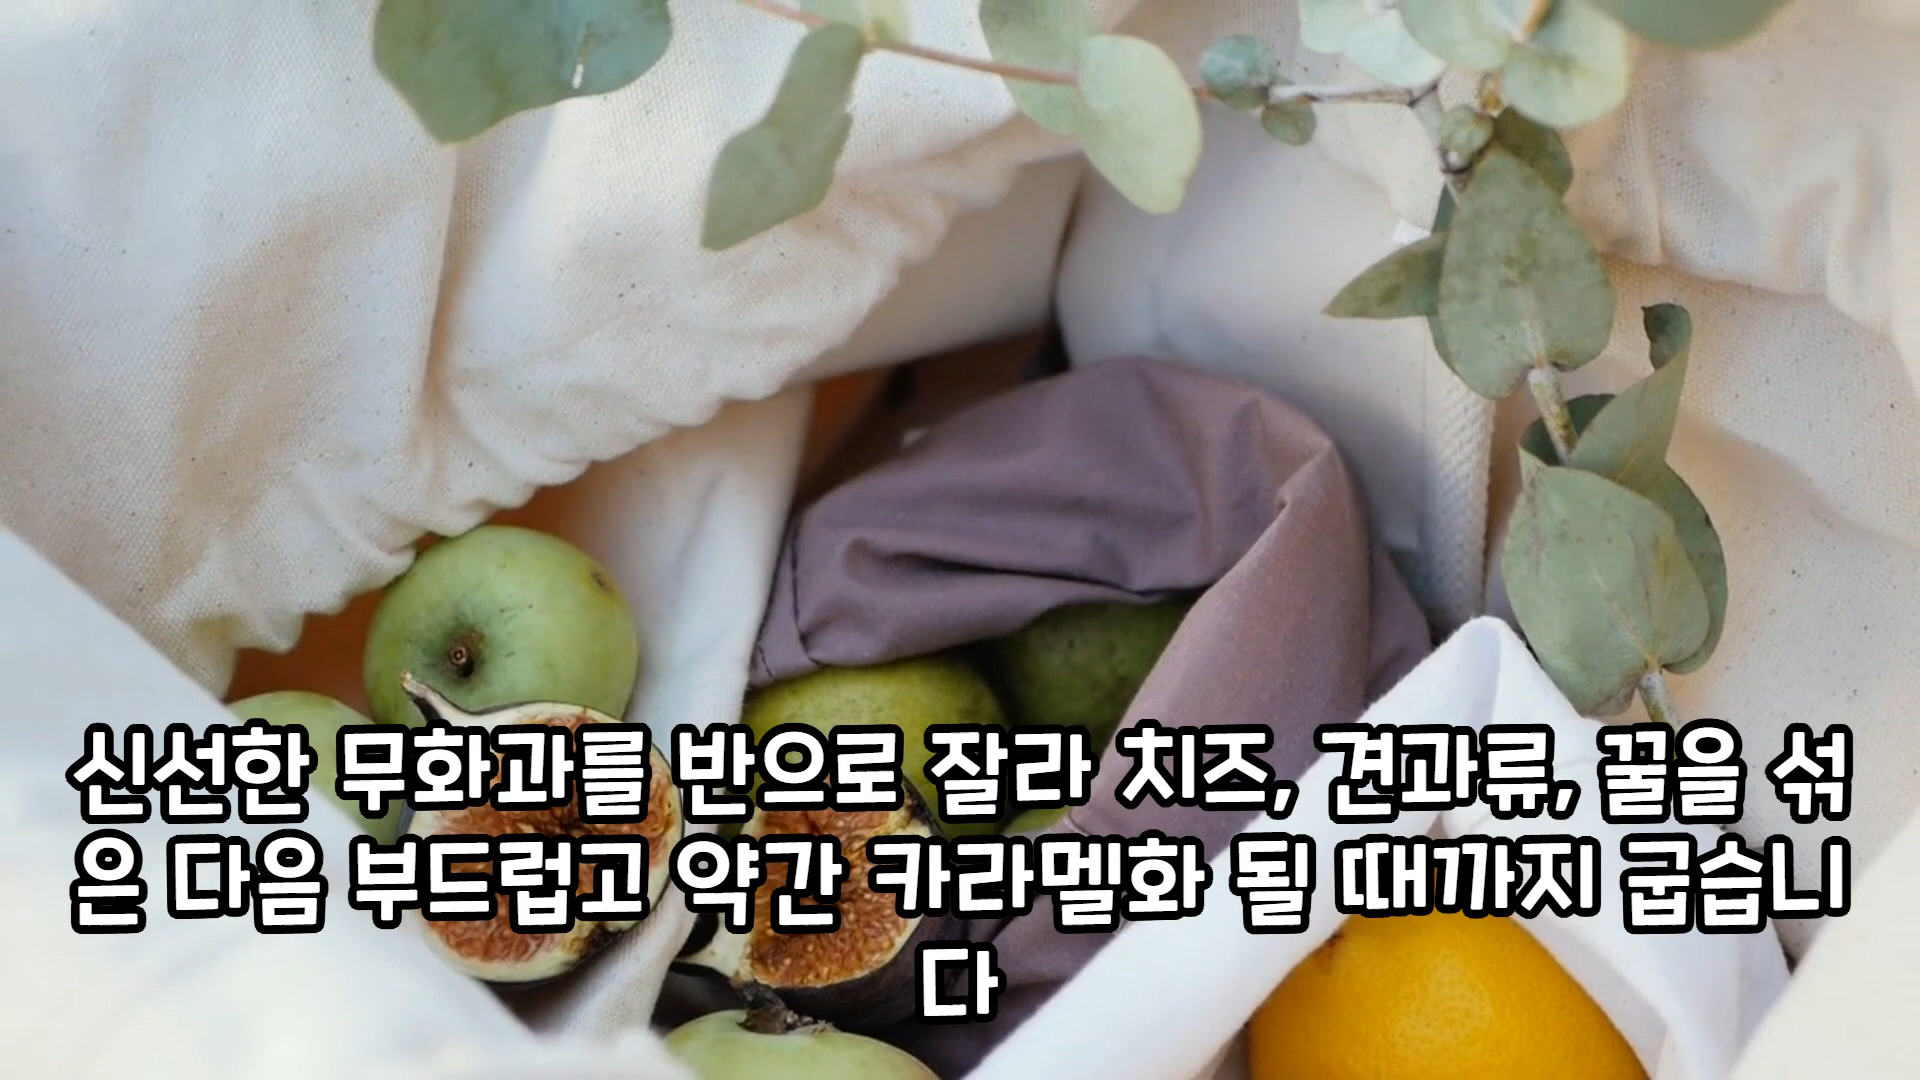 신선한 무화과를 반으로 잘라 치즈, 견과류, 꿀을 섞
은 다음 부드럽고 약간 카라멜화 될 때까지 굽습니
다